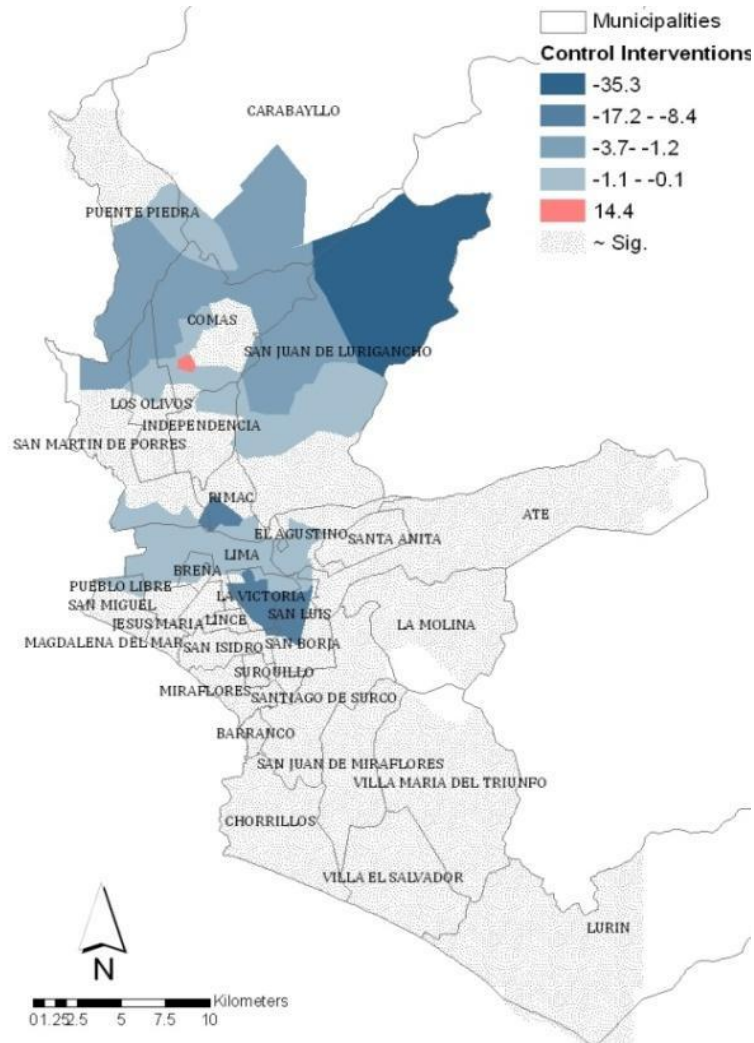 Municipalities
Control Interventions
-35.3
-17.2 - -8.4
-3.7- -1.2
-1.1 - -0.1
14.4
~ Sig.
CARABAYLLO
PUENTE PIEDRA
COMAS
SAN JUAN DE LURIGANCHO
LOS OLIVOS
INDEPENDENCIA
SAN MARTIN DE PORRES
RIMAC
ATE
EL AGUSTINO
SANTA ANITA
LIMA
BREÑA
PUEBLO LIBRE
LA VICTORIA
SAN MIGUEL
SAN LUIS
JESUS MARIA
LINCE
LA MOLINA
MAGDALENA DEL MAR
SAN ISIDRO
SAN BORJA
SURQUILLO
MIRAFLORES
SANTIAGO DE SURCO
BARRANCO
SAN JUAN DE MIRAFLORES
VILLA MARIA DEL TRIUNFO
CHORRILLOS
VILLA EL SALVADOR
LURIN
N
Kilometers
0 1.25 2.5 5 7.5 10